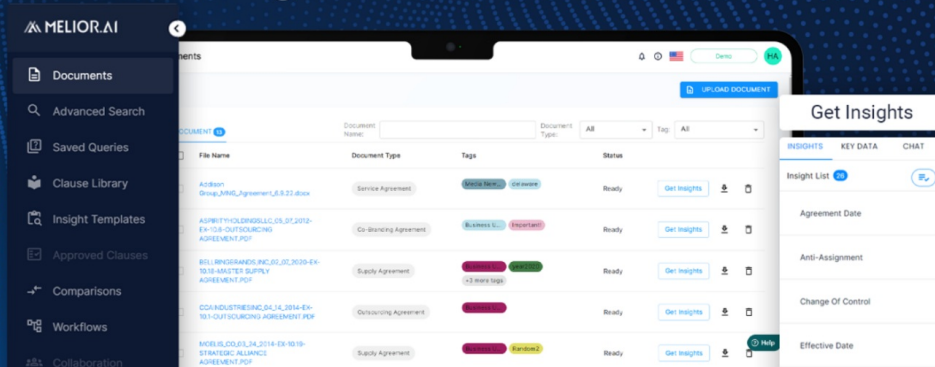 MELIOR.AI
Documents
Advanced Search
Saved Queries
Clause Library
Insight Templates
Approved Clauses
Comparisons
Workflows
Collaboration
ments
Demo
HA
UPLOAD DOCUMENT
DOCUMENT 13
Document Name:
Document Type:
All
Tag:
All
File Name
Document Type
Tags
Status
Addison
Group_MNG_Agreement_6.8.23.docx
Service Agreement
Media Nem...
delaware
Ready
Get Insights
ASPIRITYHOLDINGSLLC_05_07_2012-
EX-10.6-OUTSOURCING
AGREEMENT.PDF
Co-Branding Agreement
Business U...
Important!
Ready
Get Insights
BELLRINGBRANDS,INC_02_07_2020-EX-
10.18-MASTER SUPPLY
AGREEMENT.PDF
Supply Agreement
Business U...
year2022
+3 more tags
Ready
Get Insights
CCAINDUSTRIESINC_04_14_2014-EX-
10.1-OUTSOURCING AGREEMENT.PDF
Outsourcing Agreement
Business U...
Ready
Get Insights
MOELIS_CO_03_24_2014-EX-10.19-
STRATEGIC ALLIANCE
AGREEMENT.PDF
Supply Agreement
Business U...
Random2
Ready
Get Insights
Help
Get Insights
INSIGHTS
KEY DATA
CHAT
Insight List 26
Agreement Date
Anti-Assignment
Change Of Control
Effective Date